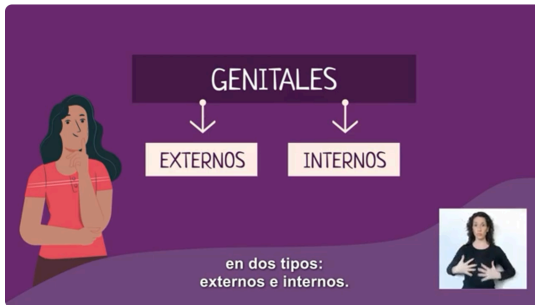 GENITALES
EXTERNOS
INTERNOS
en dos tipos:
externos e internos.